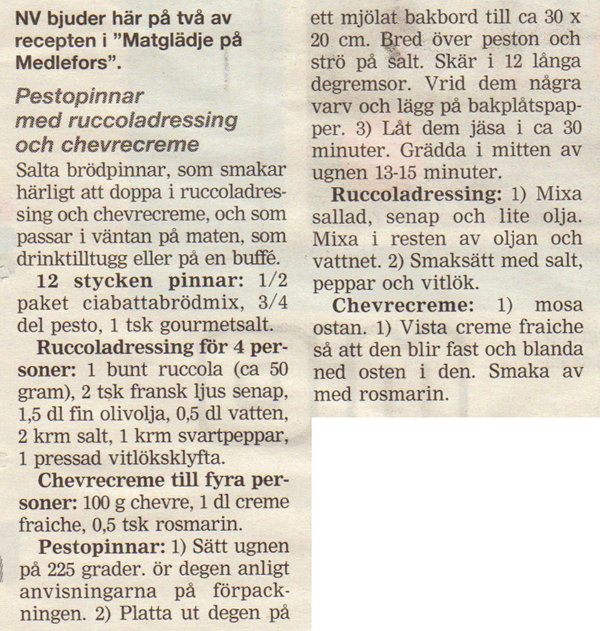 NV bjuder här på två av
recepten i ”Matglädje på
Medlefors”.
Pestopinnar
med ruccoladressing
och chevrecreme
Salta brödpinnar, som smakar
härligt att doppa i ruccoladres-
sing och chevrecreme, och som
passar i väntan på maten, som
drinktilltugg eller på en buffé.
12 stycken pinnar: 1/2
paket ciabattabrödmix, 3/4
del pesto, 1 tsk gourmetsalt.
Ruccoladressing för 4 per-
soner: 1 bunt ruccola (ca 50
gram), 2 tsk fransk ljus senap,
1,5 dl fin olivolja, 0,5 dl vatten,
2 krm salt, 1 krm svartpeppar,
1 pressad vitlöksklyfta.
Chevrecreme till fyra per-
soner: 100 g chevre, 1 dl creme
fraiche, 0,5 tsk rosmarin.
Pestopinnar: 1) Sätt ugnen
på 225 grader. ör degen anligt
anvisningarna på förpack-
ningen. 2) Platta ut degen på
ett mjölat bakbord till ca 30 x
20 cm. Bred över peston och
strö på salt. Skär i 12 långa
degremsor. Vrid dem några
varv och lägg på bakplåtspap-
per. 3) Låt dem jäsa i ca 30
minuter. Grädda i mitten av
ugnen 13-15 minuter.
Ruccoladressing: 1) Mixa
sallad, senap och lite olja.
Mixa i resten av oljan och
vattnet. 2) Smaksätt med salt,
peppar och vitlök.
Chevrecreme: 1) mosa
ostan. 1) Vista creme fraiche
så att den blir fast och blanda
ned osten i den. Smaka av
med rosmarin.